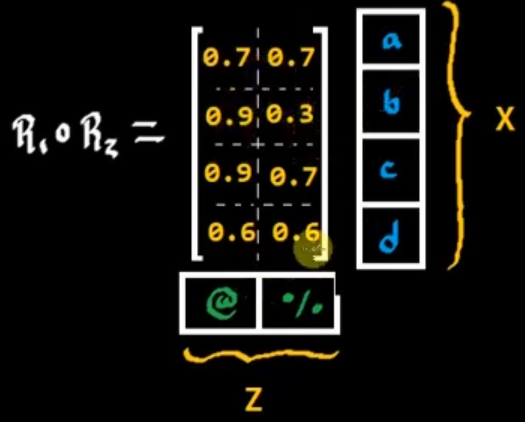 0.7 0.7 a
0.9 0.3 b
R₁ ∘ R₂ = X
0.9 0.7 c
0.6 0.6 d
@ %
Z